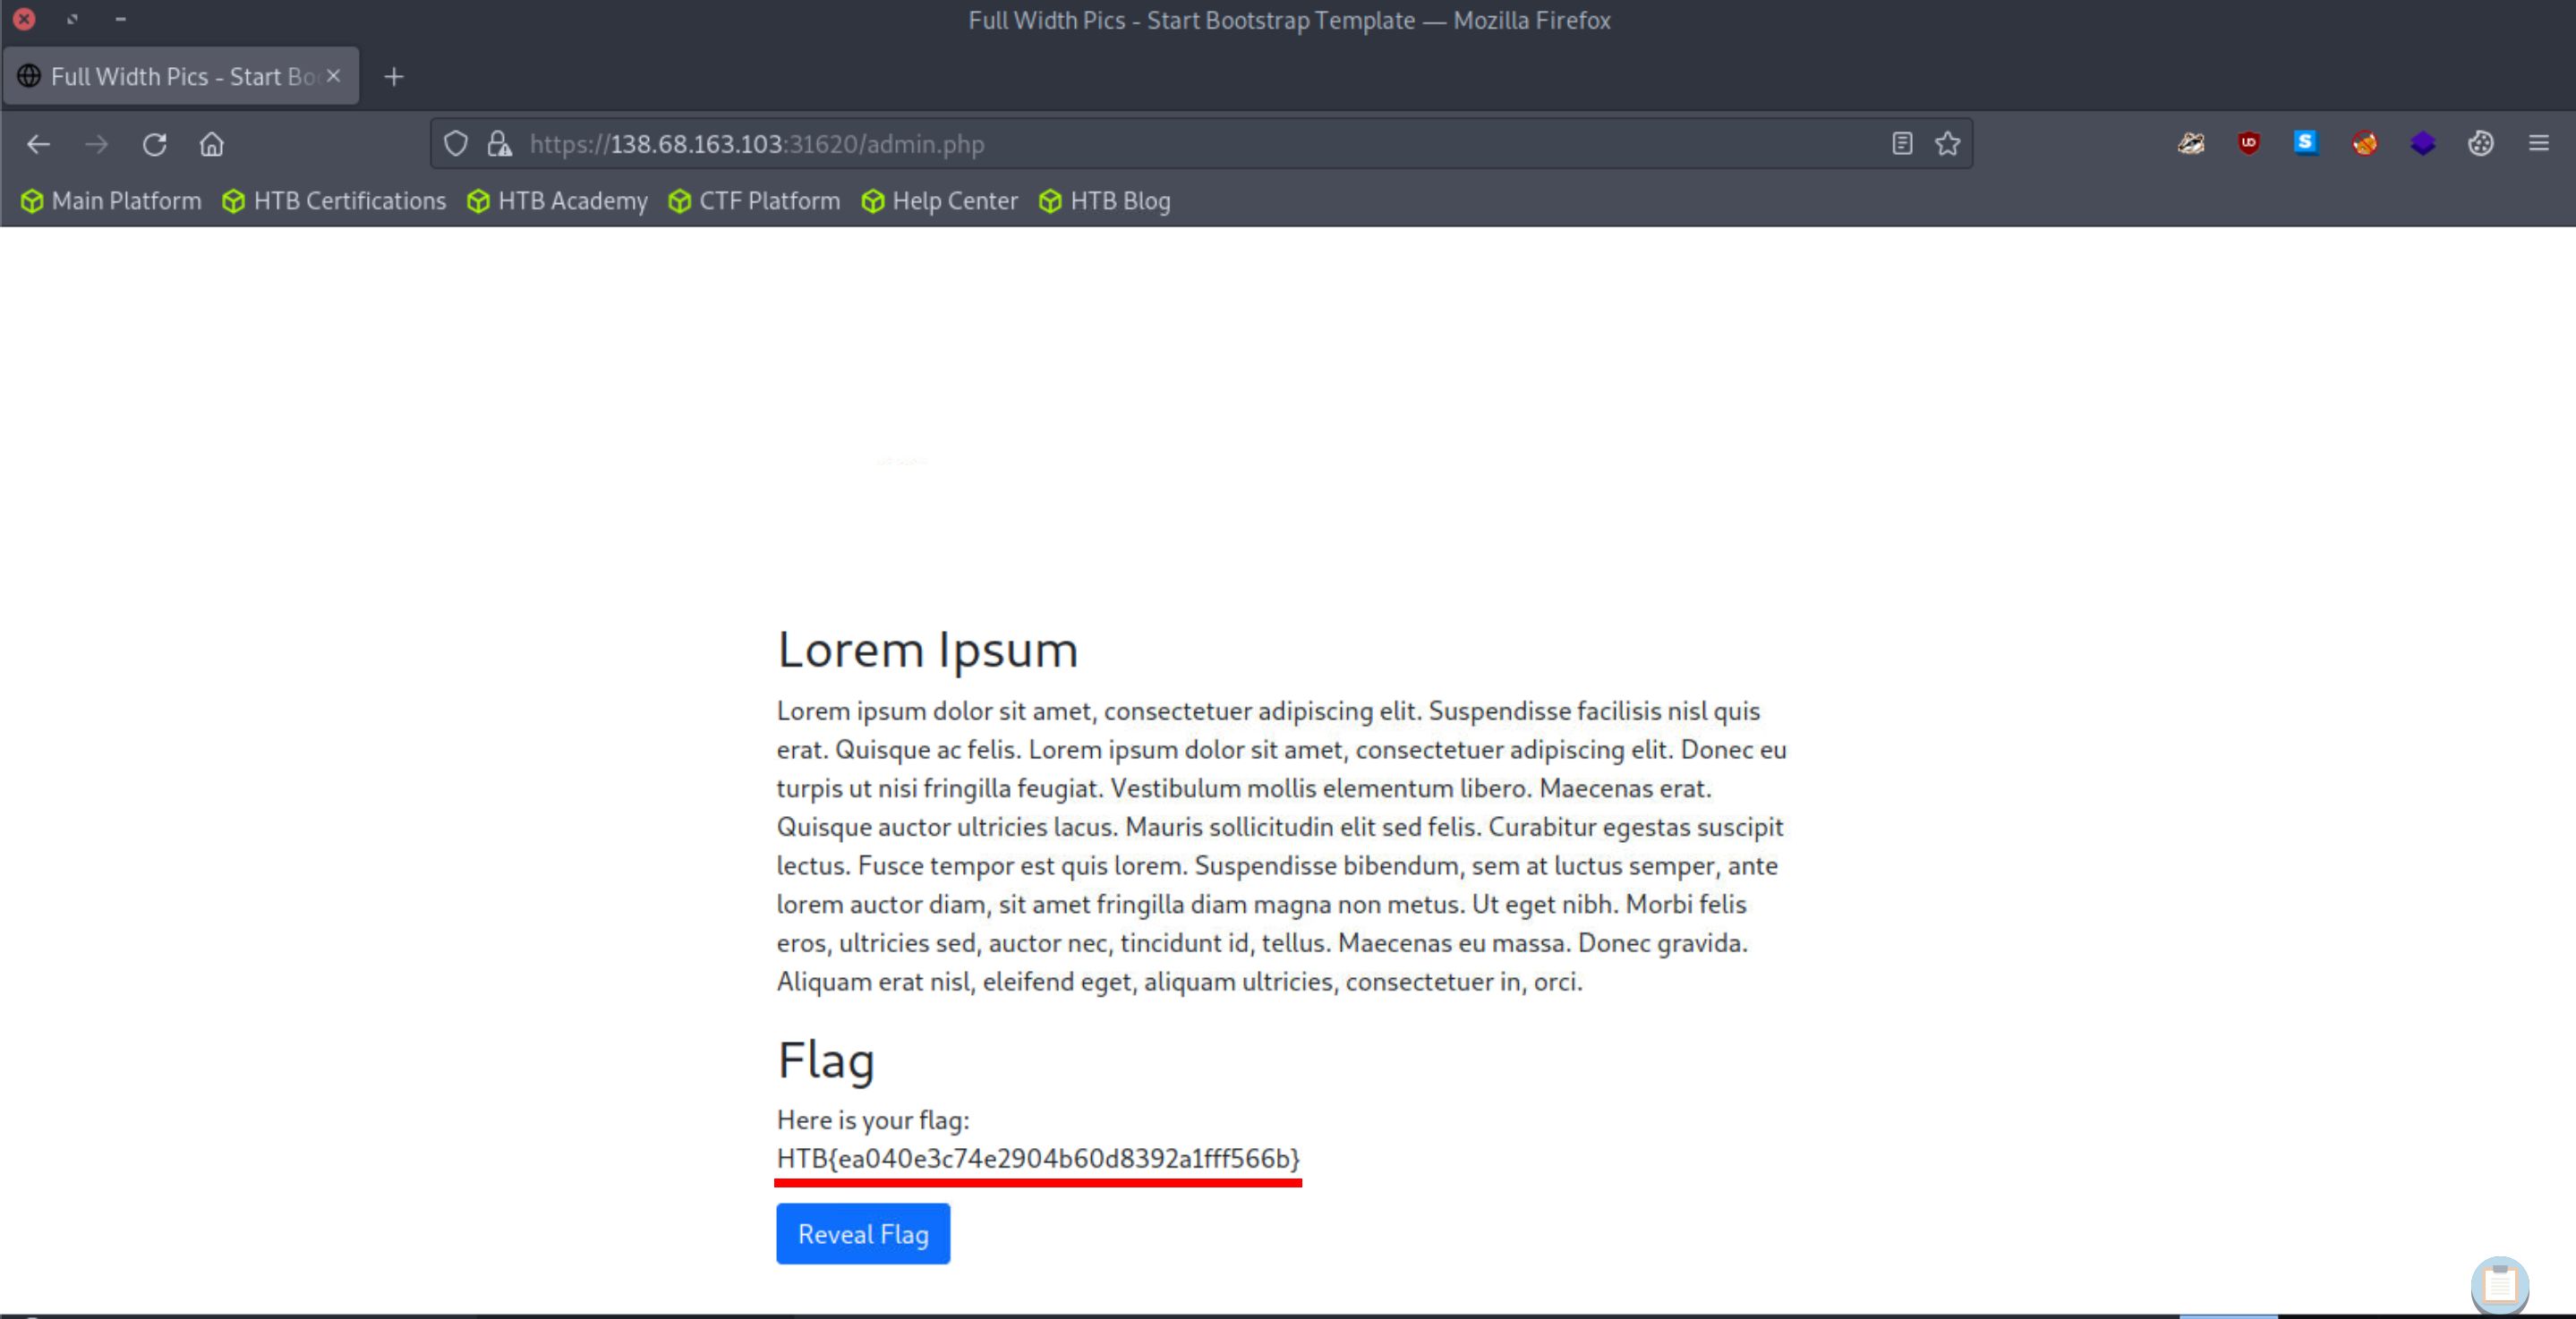 Full Width Pics - Start Bootstrap Template — Mozilla Firefox
Full Width Pics - Start Boo
https://138.68.163.103:31620/admin.php
Main Platform HTB Certifications HTB Academy CTF Platform Help Center HTB Blog
Lorem Ipsum
Lorem ipsum dolor sit amet, consectetuer adipiscing elit. Suspendisse facilisis nisl quis
erat. Quisque ac felis. Lorem ipsum dolor sit amet, consectetuer adipiscing elit. Donec eu
turpis ut nisi fringilla feugiat. Vestibulum mollis elementum libero. Maecenas erat.
Quisque auctor ultricies lacus. Mauris sollicitudin elit sed felis. Curabitur egestas suscipit
lectus. Fusce tempor est quis lorem. Suspendisse bibendum, sem at luctus semper, ante
lorem auctor diam, sit amet fringilla diam magna non metus. Ut eget nibh. Morbi felis
eros, ultricies sed, auctor nec, tincidunt id, tellus. Maecenas eu massa. Donec gravida.
Aliquam erat nisl, eleifend eget, aliquam ultricies, consectetuer in, orci.
Flag
Here is your flag:
HTB{ea040e3c74e2904b60d8392a1fff566b}
Reveal Flag